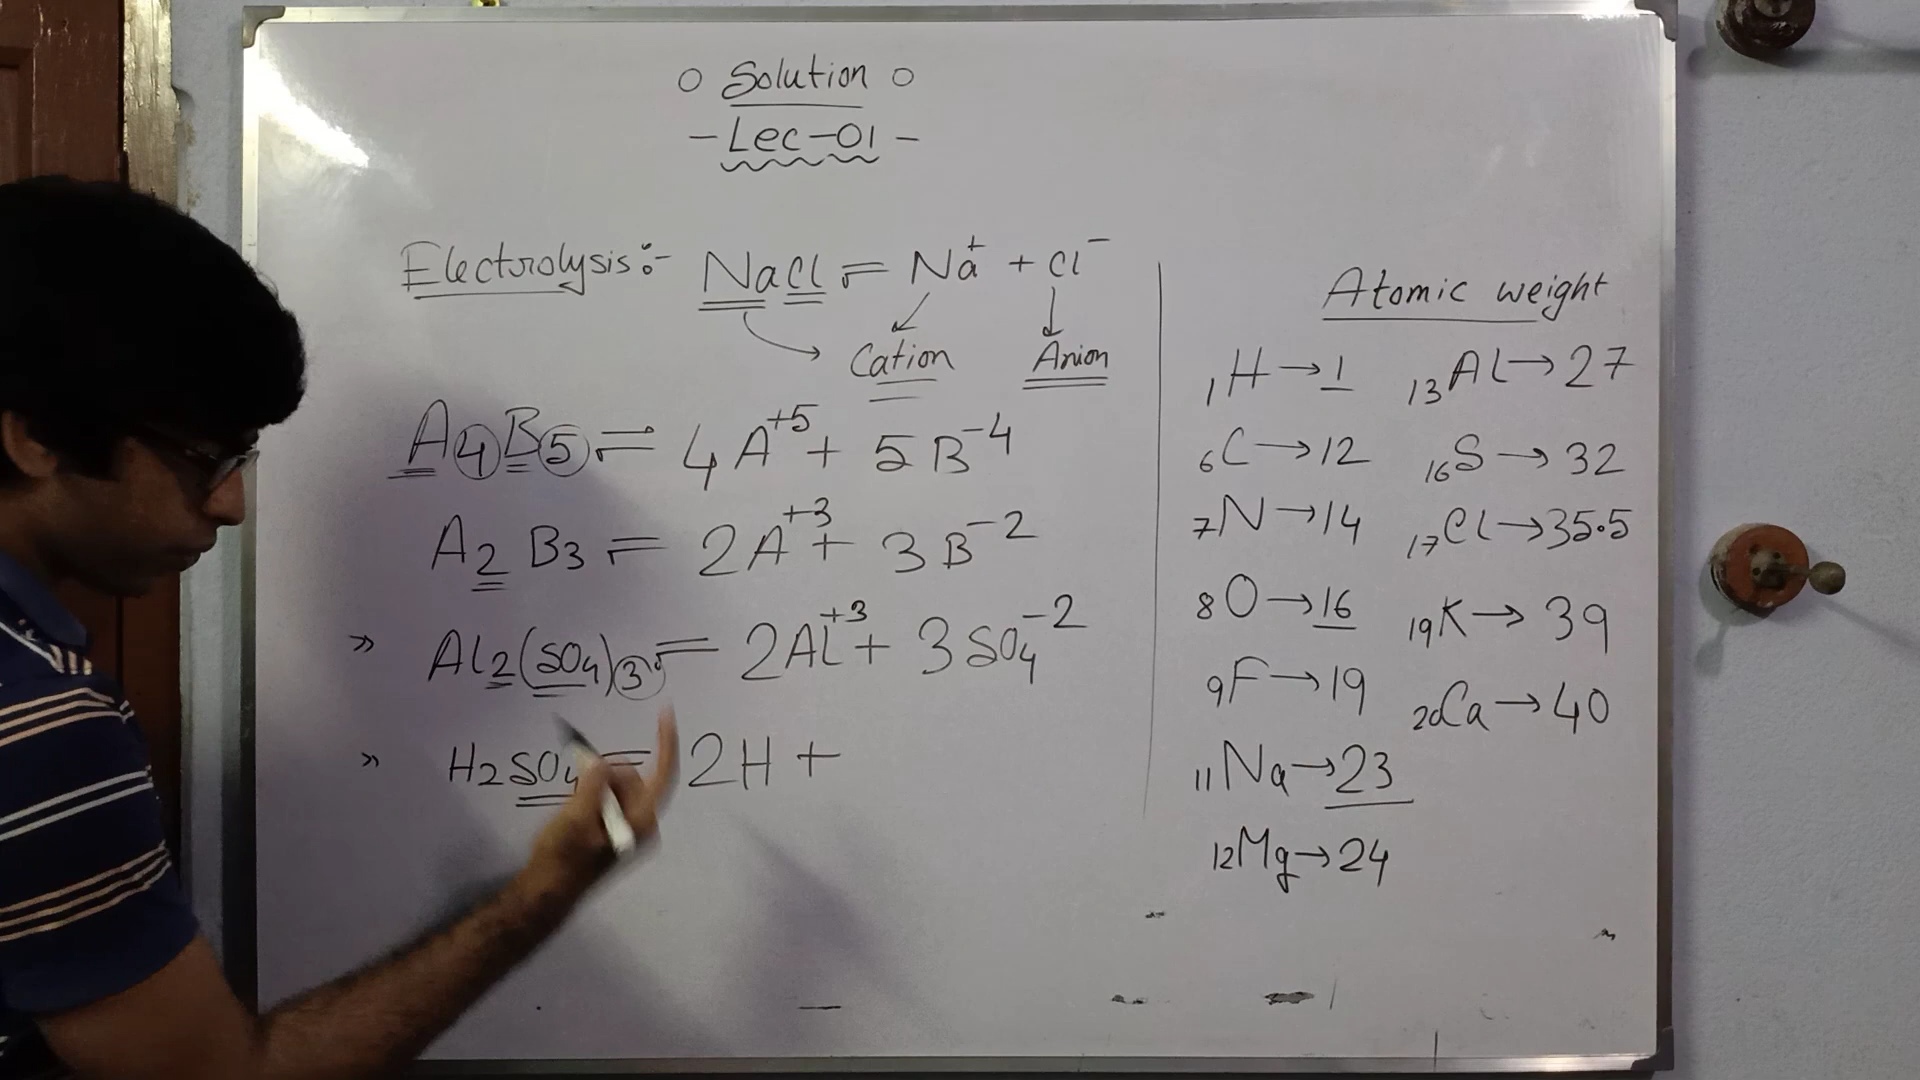 Solution
-Lec-01-
Electrolysis:- NaCl ⇌ Na⁺ + Cl⁻
Cation Anion
A4B5 ⇌ 4A⁺⁵ + 5B⁻⁴
A2B3 ⇌ 2A⁺³ + 3B⁻²
» Al2(SO4)3 ⇌ 2Al⁺³ + 3SO4⁻²
» H2SO4 ⇌ 2H +
Atomic weight
₁H → 1 ₁₃Al → 27
₆C → 12 ₁₆S → 32
₇N → 14 ₁₇Cl → 35.5
₈O → 16 ₁₉K → 39
₉F → 19 ₂₀Ca → 40
₁₁Na → 23
₁₂Mg → 24